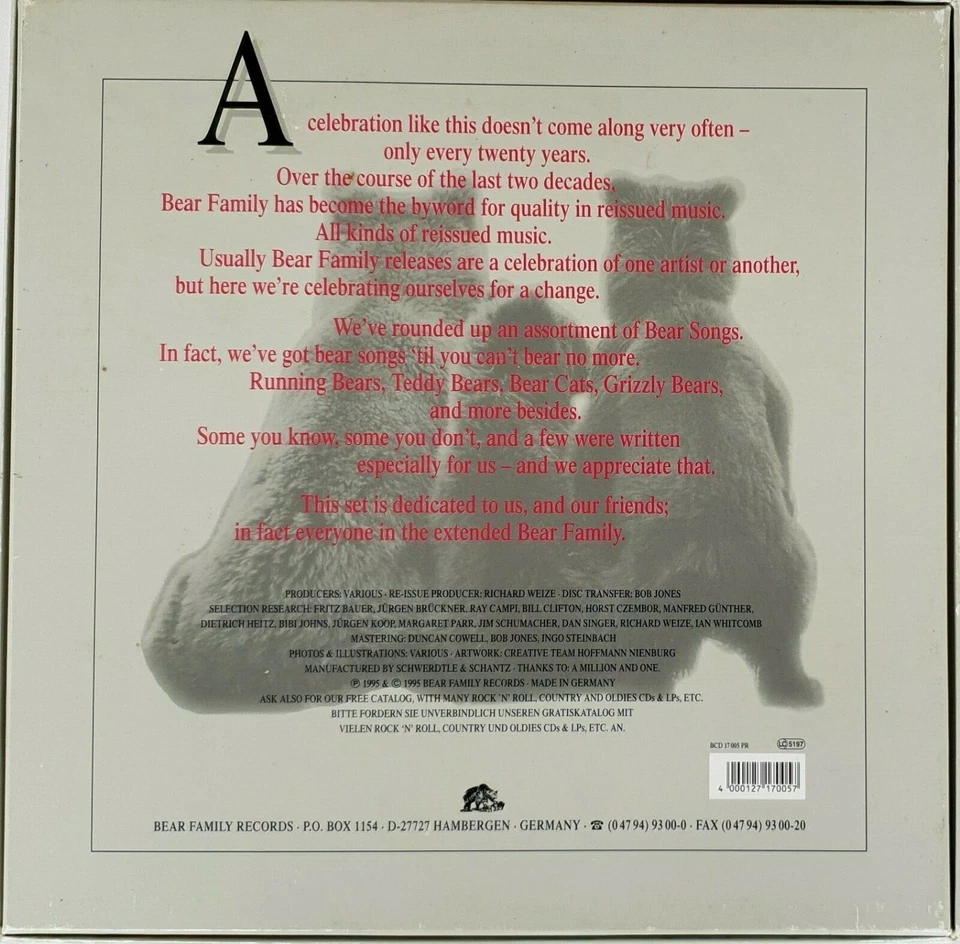 A celebration like this doesn't come along very often –
only every twenty years.
Over the course of the last two decades,
Bear Family has become the byword for quality in reissued music.
All kinds of reissued music.
Usually Bear Family releases are a celebration of one artist or another,
but here we're celebrating ourselves for a change.
We've rounded up an assortment of Bear Songs.
In fact, we've got bear songs 'til you can't bear no more.
Running Bears, Teddy Bears, Bear Cats, Grizzly Bears,
and more besides.
Some you know, some you don't, and a few were written
especially for us – and we appreciate that.
This set is dedicated to us, and our friends;
in fact everyone in the extended Bear Family.
PRODUCERS: VARIOUS · RE-ISSUE PRODUCER: RICHARD WEIZE · DISC TRANSFER: BOB JONES
SELECTION RESEARCH: FRITZ BAUER, JÜRGEN BRÜCKNER, RAY CAMPI, BILL CLIFTON, HORST CZEMBOR, MANFRED GÜNTHER,
DIETRICH HEITZ, BIBI JOHNS, JÜRGEN KOOP, MARGARET PARR, JIM SCHUMACHER, DAN SINGER, RICHARD WEIZE, IAN WHITCOMB
MASTERING: DUNCAN COWELL, BOB JONES, INGO STEINBACH
PHOTOS & ILLUSTRATIONS: VARIOUS · ARTWORK: CREATIVE TEAM HOFFMANN NIENBURG
MANUFACTURED BY SCHWERDTLE & SCHANTZ · THANKS TO: A MILLION AND ONE.
℗ 1995 & © 1995 BEAR FAMILY RECORDS · MADE IN GERMANY
ASK ALSO FOR OUR FREE CATALOG, WITH MANY ROCK 'N' ROLL, COUNTRY AND OLDIES CDs & LPs, ETC.
BITTE FORDERN SIE UNVERBINDLICH UNSEREN GRATISKATALOG MIT
VIELEN ROCK 'N' ROLL, COUNTRY UND OLDIES CDs & LPs, ETC. AN.
BCD 17 005 PR LC 5197
4 000127 170057
BEAR FAMILY RECORDS · P.O. BOX 1154 · D-27727 HAMBERGEN · GERMANY · ☎ (0 47 94) 93 00-0 · FAX (0 47 94) 93 00-20